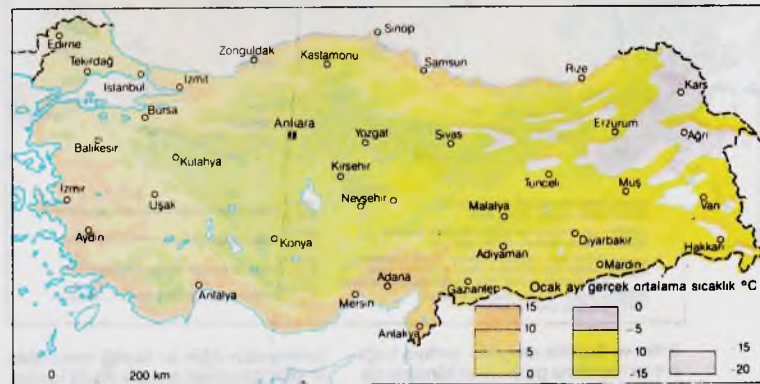 Sinop
Edirne
Zonguldak
Kastamonu
Tekirdağ
Samsun
Rize
İstanbul
İzmit
Kars
Bursa
Ankara
Yozgat
Sıvas
Erzurum
Ağrı
Balıkesir
Kütahya
Kırşehir
Tunceli
Muş
İzmir
Uşak
Nevşehir
Malatya
Van
Aydın
Konya
Adıyaman
Diyarbakır
Hakkari
Mardin
Antalya
Mersin
Adana
Gaziantep
Ocak ayı gerçek ortalama sıcaklık °C
Antakya
15
10
5
0
0
-5
-10
-15
-15
-20
0 200 km